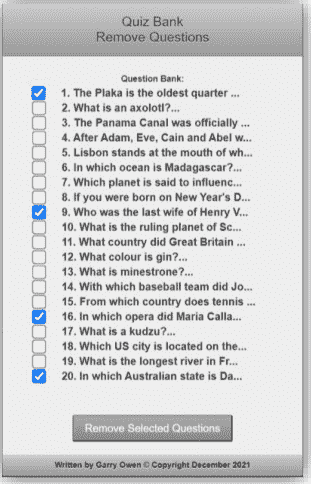 Quiz Bank
Remove Questions
Question Bank:
1. The Plaka is the oldest quarter ...
2. What is an axolotl?...
3. The Panama Canal was officially ...
4. After Adam, Eve, Cain and Abel w...
5. Lisbon stands at the mouth of wh...
6. In which ocean is Madagascar?...
7. Which planet is said to influenc...
8. If you were born on New Year's D...
9. Who was the last wife of Henry V...
10. What is the ruling planet of Sc...
11. What country did Great Britain ...
12. What colour is gin?...
13. What is minestrone?...
14. With which baseball team did Jo...
15. From which country does tennis ...
16. In which opera did Maria Calla...
17. What is a kudzu?...
18. Which US city is located on the...
19. What is the longest river in Fr...
20. In which Australian state is Da...
Remove Selected Questions
Written by Garry Owen © Copyright December 2021